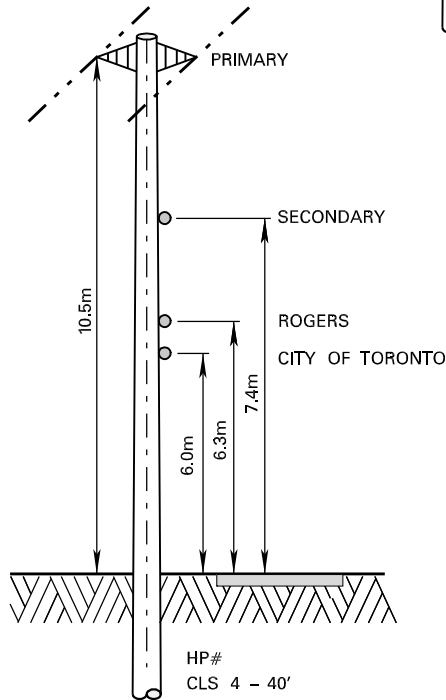 PRIMARY
SECONDARY
10.5m
ROGERS
CITY OF TORONTO
7.4m
6.3m
6.0m
HP#
CLS 4 - 40'